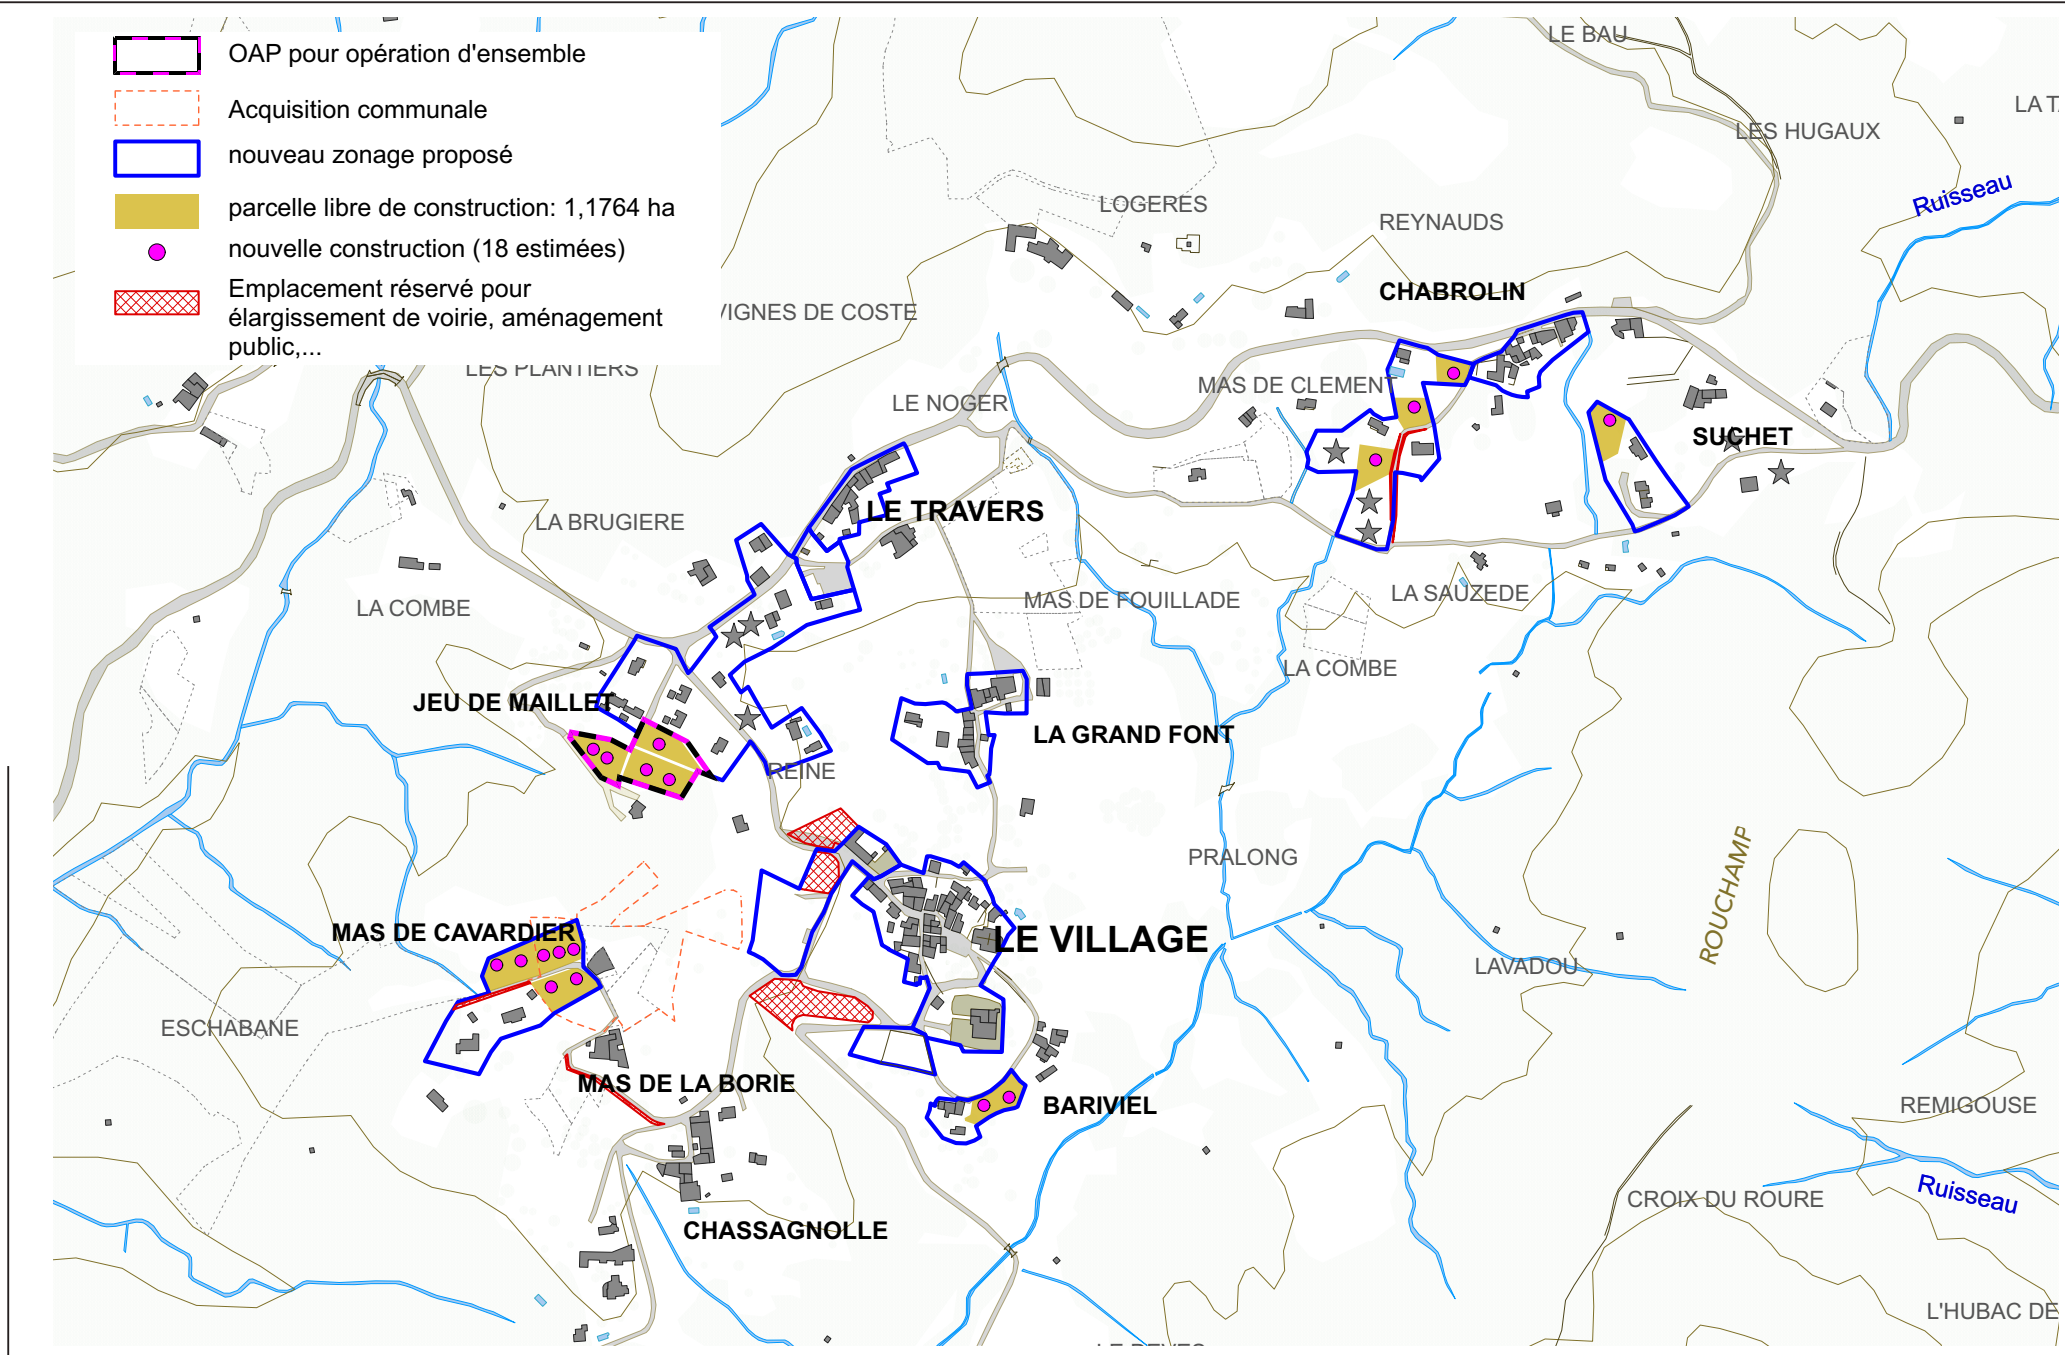 OAP pour opération d'ensemble
Acquisition communale
nouveau zonage proposé
parcelle libre de construction: 1,1764 ha
nouvelle construction (18 estimées)
Emplacement réservé pour
élargissement de voirie, aménagement
public,...
LE BAU
LA T
LES HUGAUX
Ruisseau
LOGERES
REYNAUDS
CHABROLIN
VIGNES DE COSTE
LES PLANTIERS
MAS DE CLEMENT
LE NOGER
SUCHET
LE TRAVERS
LA BRUGIERE
LA COMBE
MAS DE FOUILLADE
LA SAUZEDE
LA COMBE
JEU DE MAILLET
LA GRAND FONT
REINE
PRALONG
ROUCHAMP
MAS DE CAVARDIER
LE VILLAGE
LAVADOU
ESCHABANE
MAS DE LA BORIE
BARIVIEL
REMIGOUSE
CROIX DU ROURE
Ruisseau
CHASSAGNOLLE
L'HUBAC DE